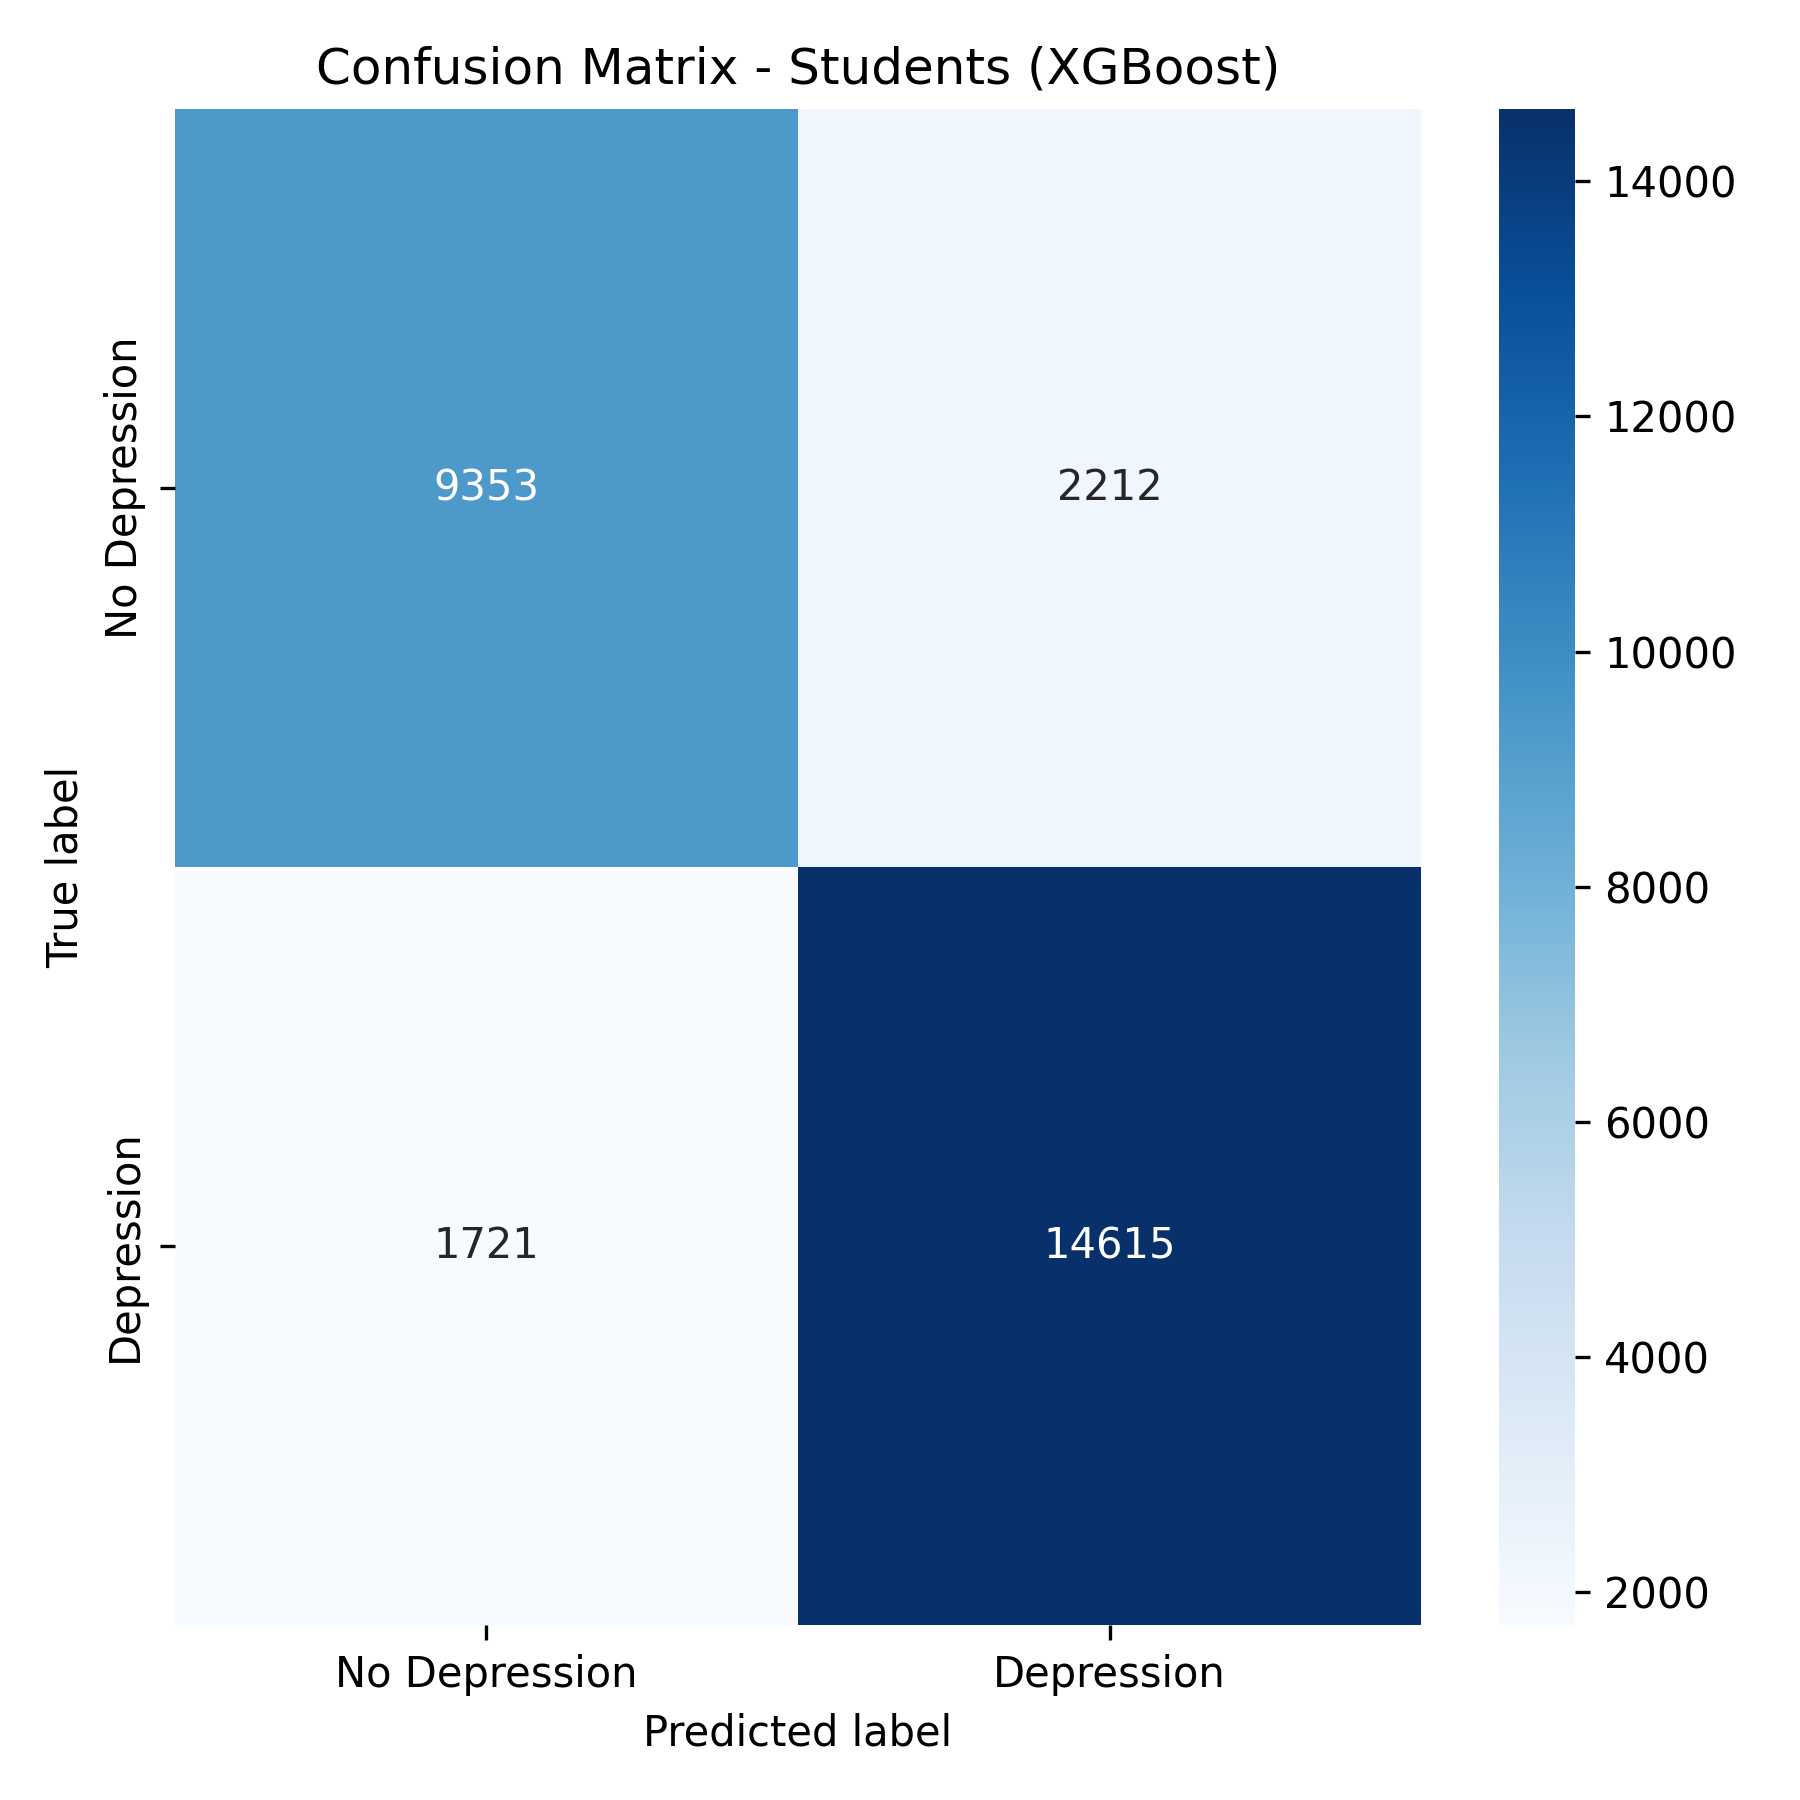 Confusion Matrix - Students (XGBoost)
True label
No Depression
Depression
9353
2212
1721
14615
No Depression
Depression
Predicted label
14000
12000
10000
8000
6000
4000
2000